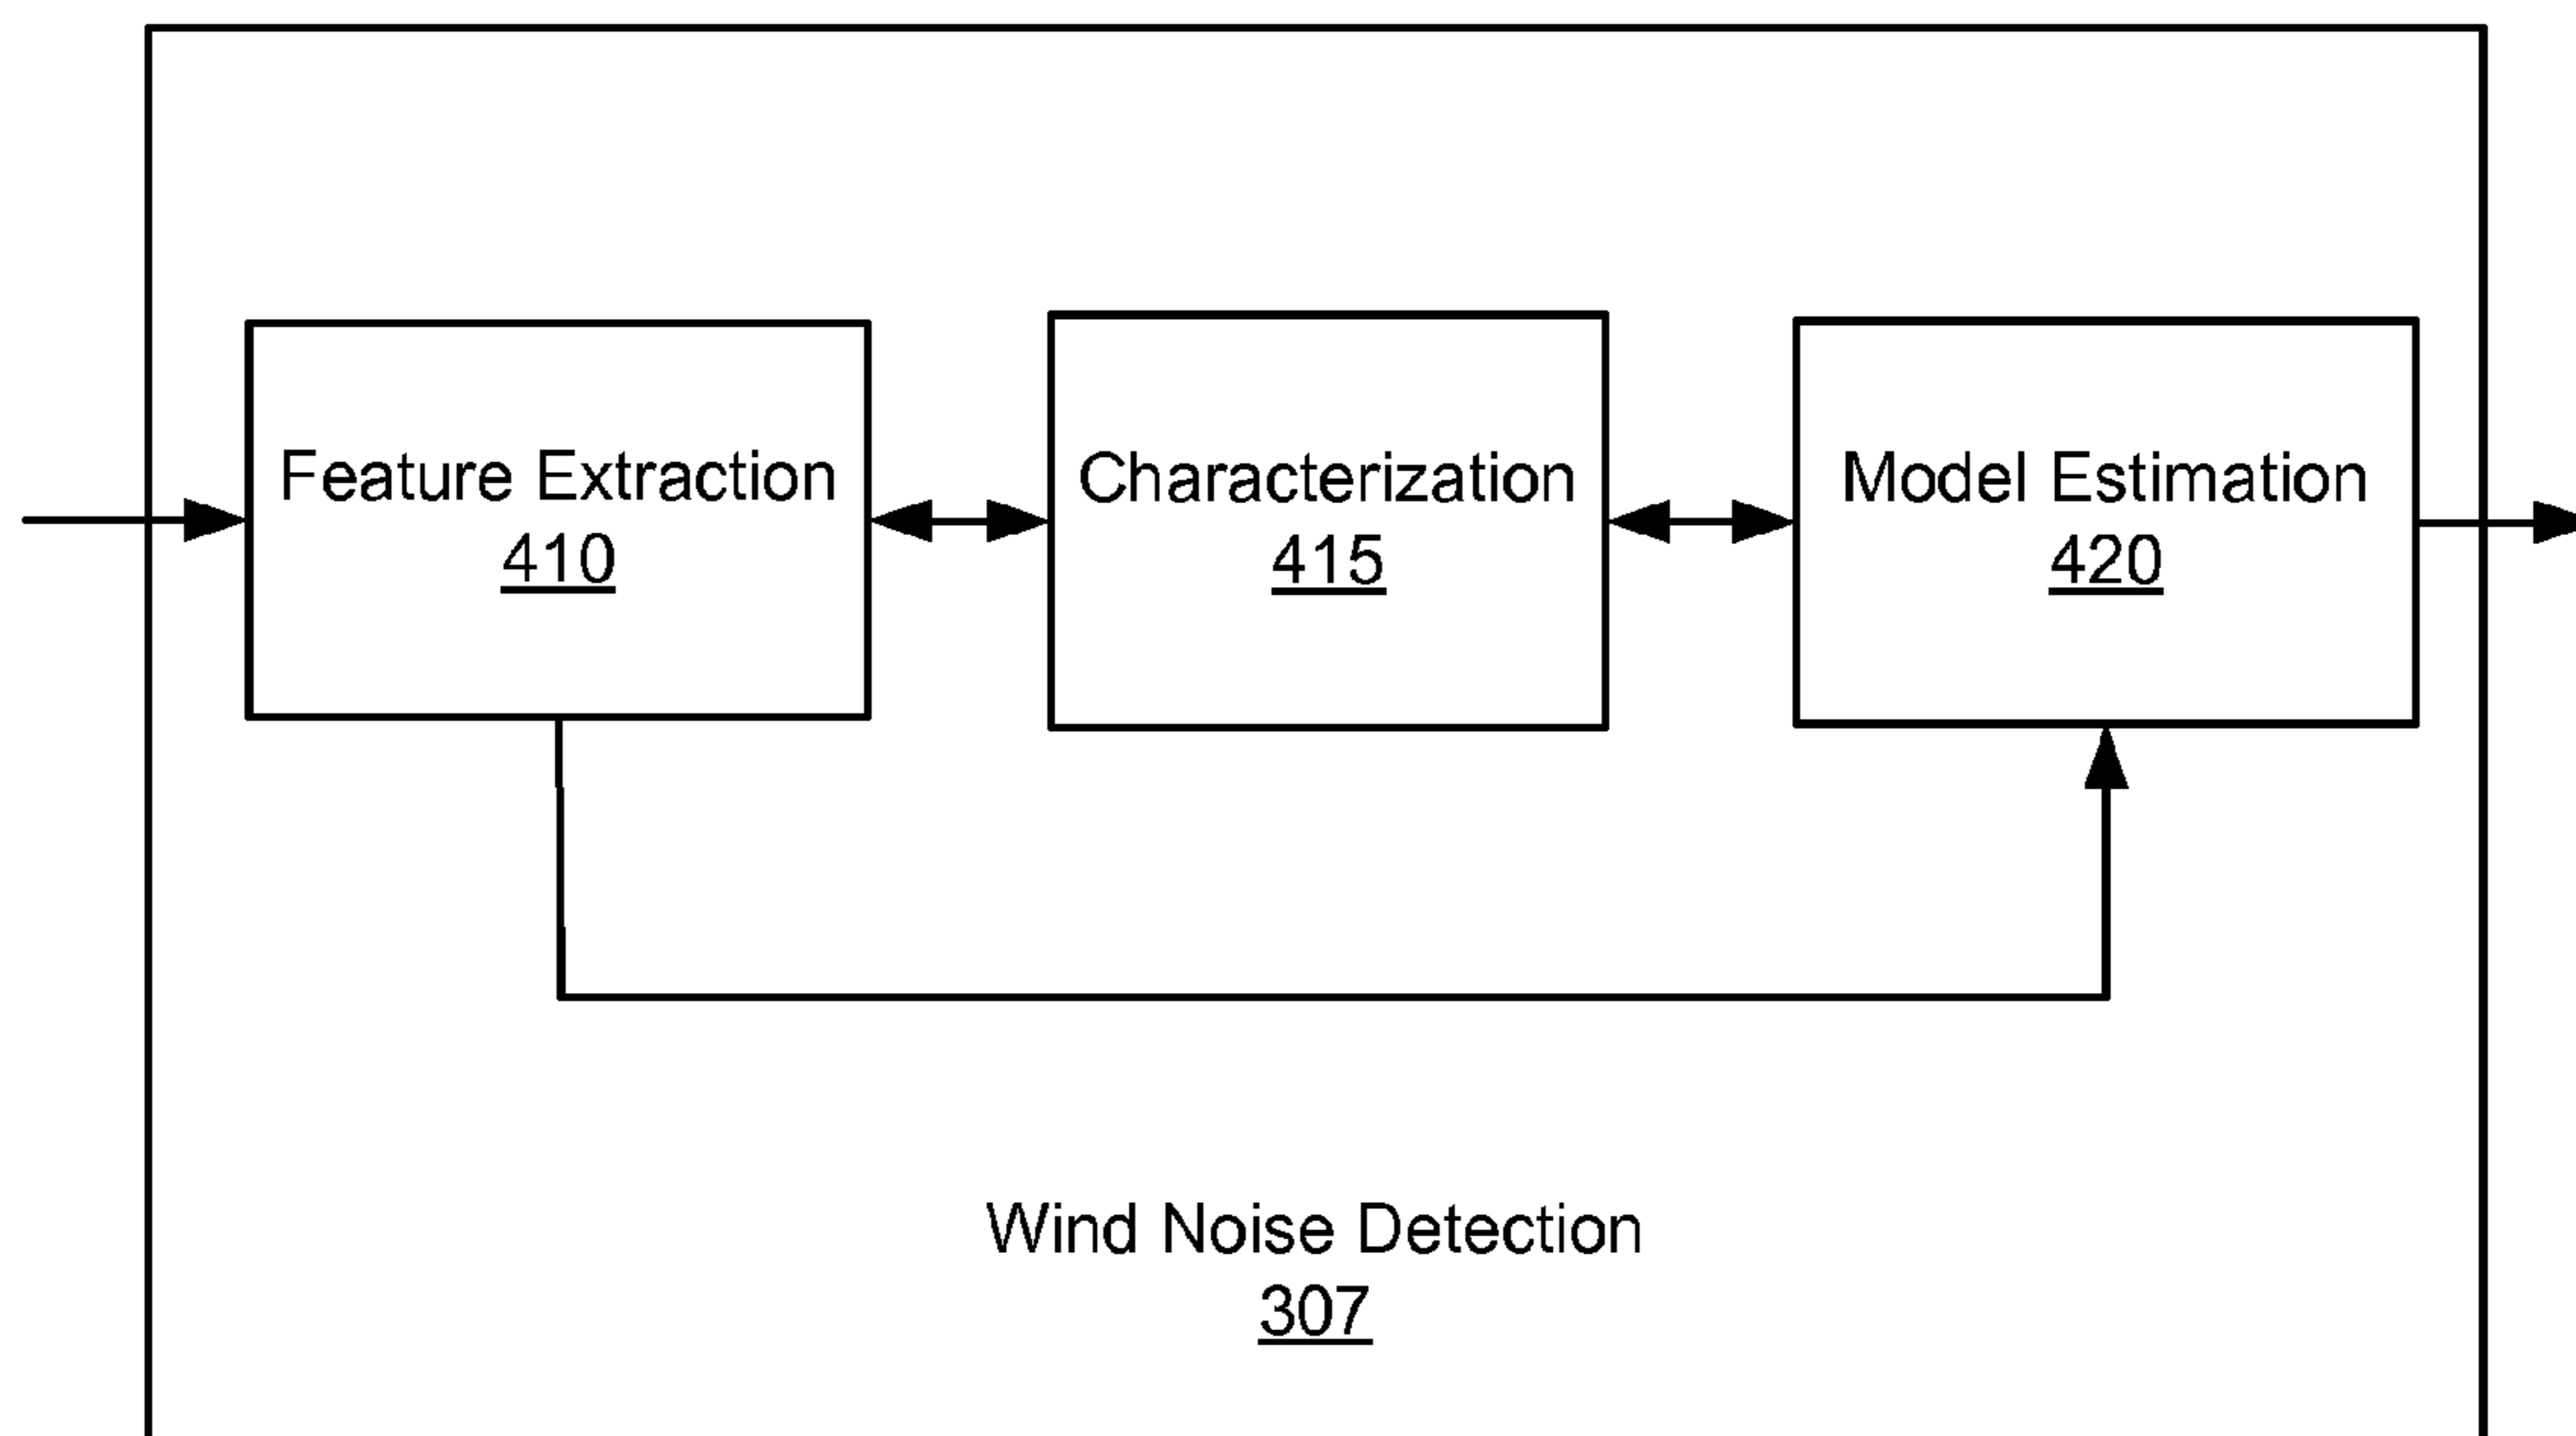 Feature Extraction
410
Characterization
415
Model Estimation
420
Wind Noise Detection
307